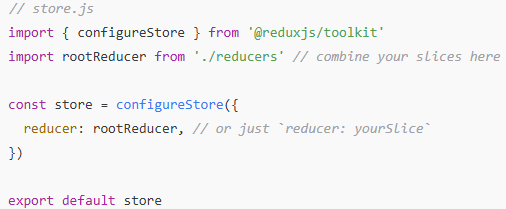 // store.js
import { configureStore } from '@reduxjs/toolkit'
import rootReducer from './reducers' // combine your slices here
const store = configureStore({
reducer: rootReducer, // or just `reducer: yourSlice`
})
export default store